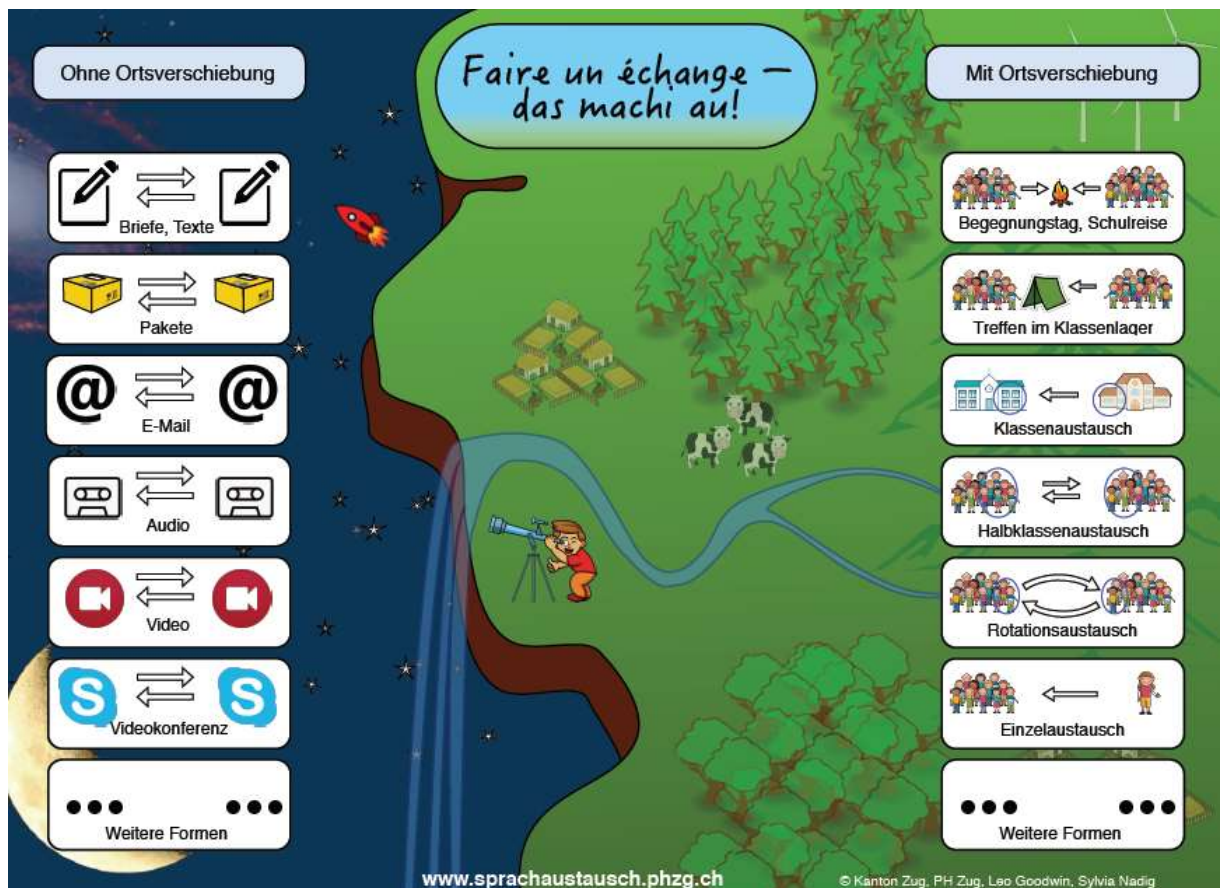 Ohne Ortsverschiebung
Faire un échange –
das machi au!
Mit Ortsverschiebung
Briefe, Texte
Pakete
@ @
E-Mail
Audio
Video
S S
Videokonferenz
Weitere Formen
Begegnungstag, Schulreise
Treffen im Klassenlager
Klassenaustausch
Halbklassenaustausch
Rotationsaustausch
Einzelaustausch
Weitere Formen
www.sprachaustausch.phzg.ch
© Kanton Zug, PH Zug, Leo Goodwin, Sylvia Nadig